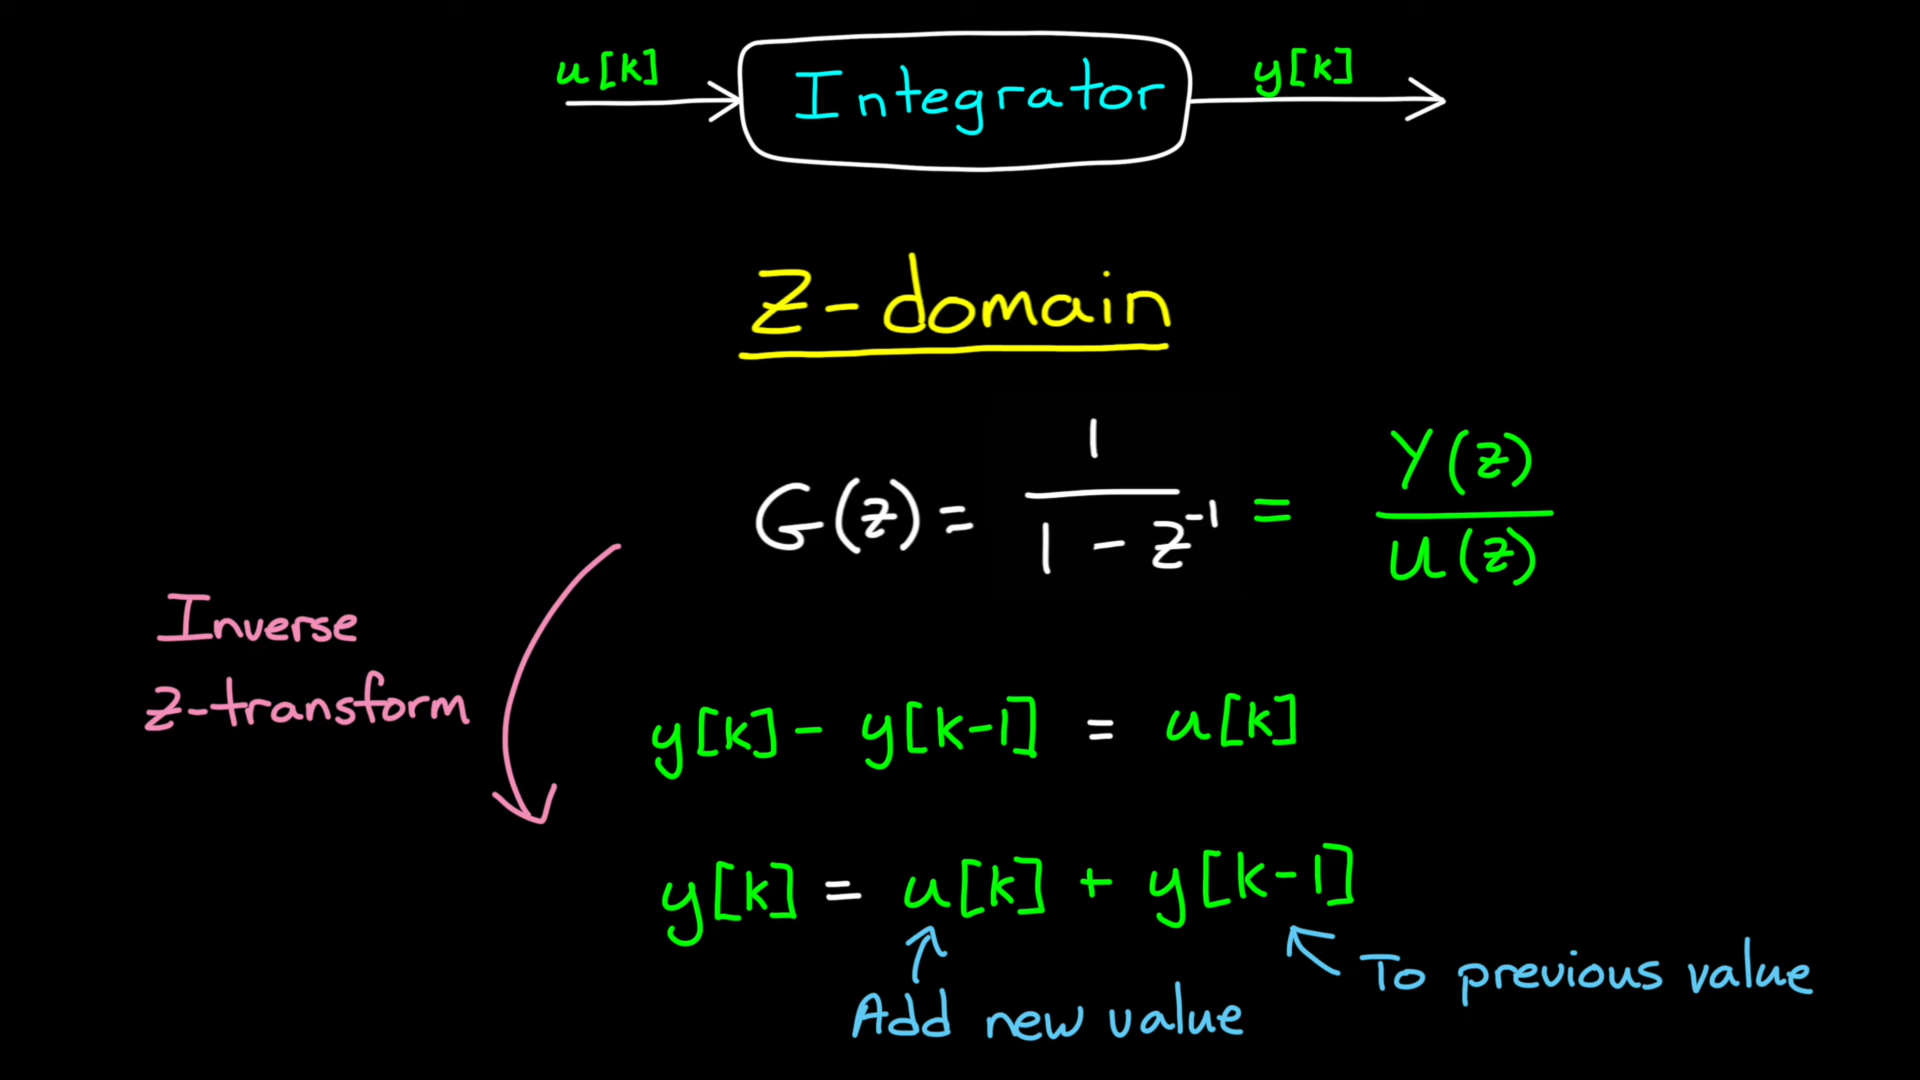 u[k] Integrator y[k]
Z-domain
G(z) = 1 / (1 - z⁻¹) = Y(z) / U(z)
Inverse
z-transform
y[k] - y[k-1] = u[k]
y[k] = u[k] + y[k-1]
To previous value
Add new value